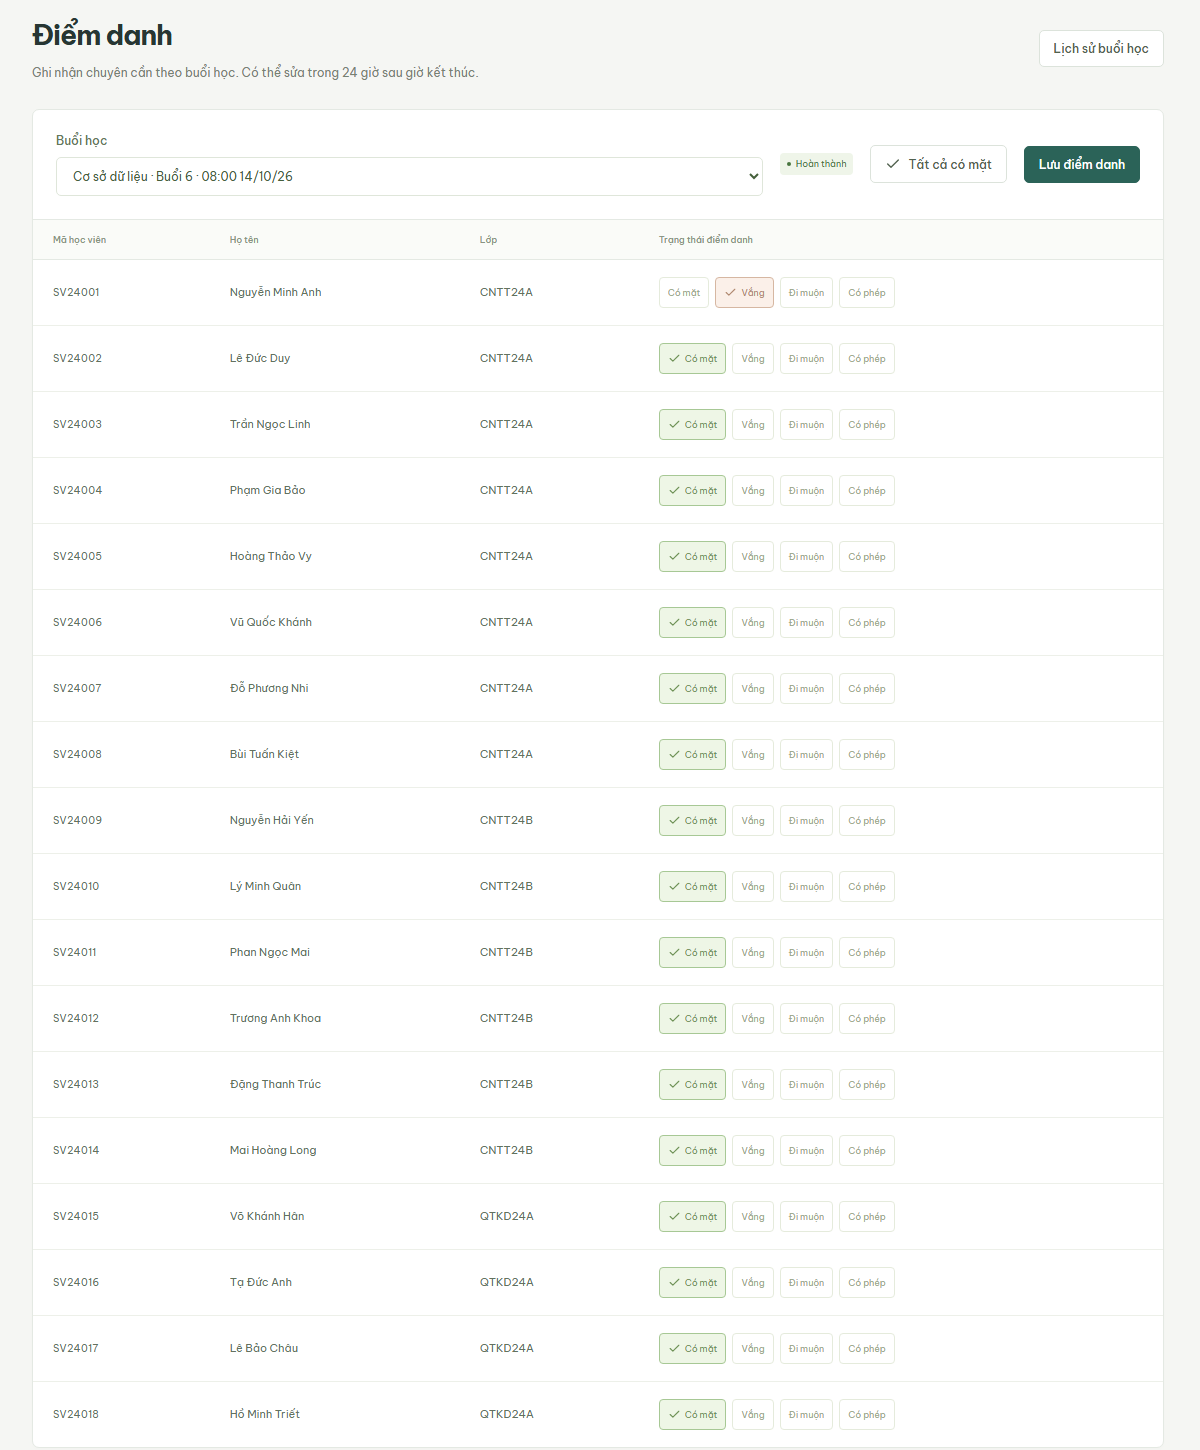 Điểm danh
Ghi nhận chuyên cần theo buổi học. Có thể sửa trong 24 giờ sau giờ kết thúc.
Lịch sử buổi học
Buổi học
Cơ sở dữ liệu · Buổi 6 · 08:00 14/10/26
Hoàn thành
Tất cả có mặt
Lưu điểm danh
Mã học viên Họ tên Lớp Trạng thái điểm danh
SV24001 Nguyễn Minh Anh CNTT24A Có mặt Vắng Đi muộn Có phép
SV24002 Lê Đức Duy CNTT24A Có mặt Vắng Đi muộn Có phép
SV24003 Trần Ngọc Linh CNTT24A Có mặt Vắng Đi muộn Có phép
SV24004 Phạm Gia Bảo CNTT24A Có mặt Vắng Đi muộn Có phép
SV24005 Hoàng Thảo Vy CNTT24A Có mặt Vắng Đi muộn Có phép
SV24006 Vũ Quốc Khánh CNTT24A Có mặt Vắng Đi muộn Có phép
SV24007 Đỗ Phương Nhi CNTT24A Có mặt Vắng Đi muộn Có phép
SV24008 Bùi Tuấn Kiệt CNTT24A Có mặt Vắng Đi muộn Có phép
SV24009 Nguyễn Hải Yến CNTT24B Có mặt Vắng Đi muộn Có phép
SV24010 Lý Minh Quân CNTT24B Có mặt Vắng Đi muộn Có phép
SV24011 Phan Ngọc Mai CNTT24B Có mặt Vắng Đi muộn Có phép
SV24012 Trương Anh Khoa CNTT24B Có mặt Vắng Đi muộn Có phép
SV24013 Đặng Thanh Trúc CNTT24B Có mặt Vắng Đi muộn Có phép
SV24014 Mai Hoàng Long CNTT24B Có mặt Vắng Đi muộn Có phép
SV24015 Võ Khánh Hân QTKD24A Có mặt Vắng Đi muộn Có phép
SV24016 Tạ Đức Anh QTKD24A Có mặt Vắng Đi muộn Có phép
SV24017 Lê Bảo Châu QTKD24A Có mặt Vắng Đi muộn Có phép
SV24018 Hồ Minh Triết QTKD24A Có mặt Vắng Đi muộn Có phép